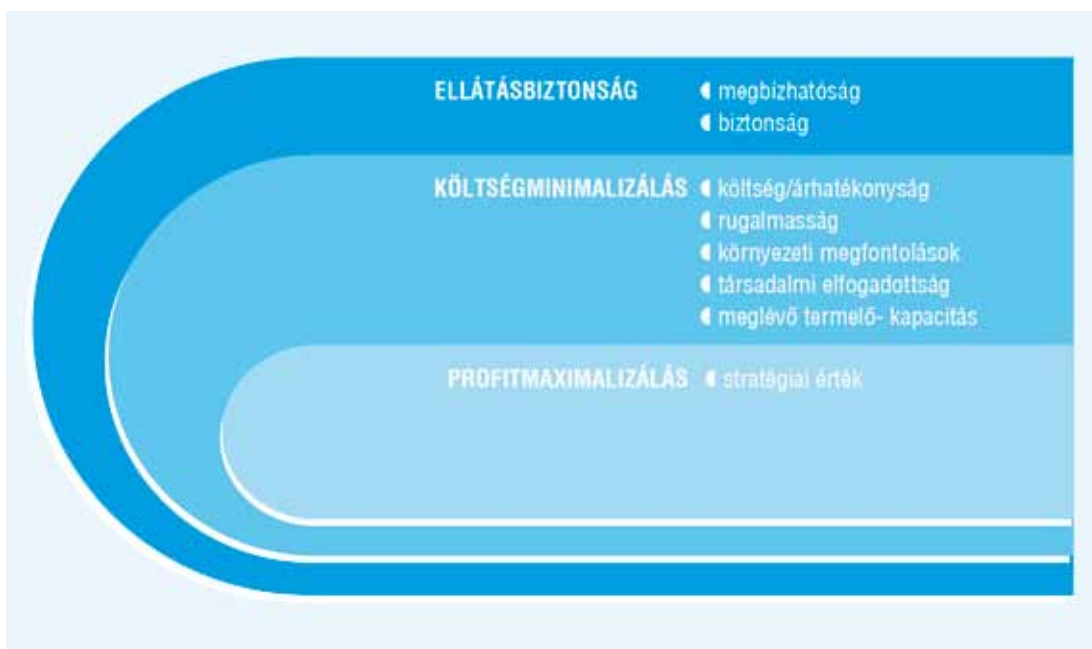 ELLÁTÁSBIZTONSÁG
megbízhatóság
biztonság
KÖLTSÉGMINIMALIZÁLÁS
költség/árhatékonyság
rugalmasság
környezeti megfontolások
társadalmi elfogadottság
meglévő termelő- kapacitás
PROFITMAXIMALIZÁLÁS
stratégiai érték